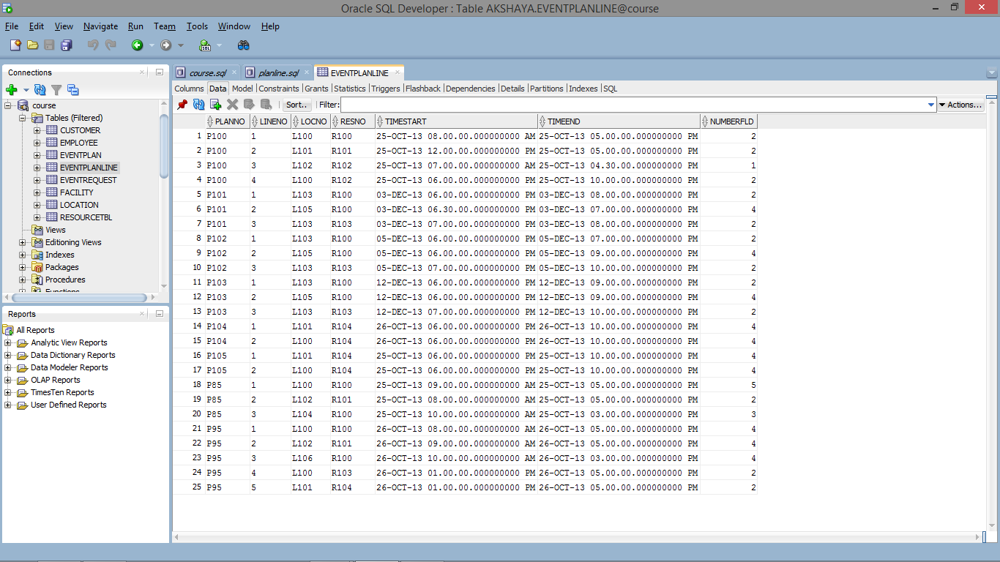 Oracle SQL Developer : Table AKSHAYA.EVENTPLANLINE@course
File Edit View Navigate Run Team Tools Window Help
SQL
Connections
course
Tables (Filtered)
CUSTOMER
EMPLOYEE
EVENTPLAN
EVENTPLANLINE
EVENTREQUEST
FACILITY
LOCATION
RESOURCETBL
Views
Editioning Views
Indexes
Packages
Procedures
Functions
Reports
All Reports
Analytic View Reports
Data Dictionary Reports
Data Modeler Reports
OLAP Reports
TimesTen Reports
User Defined Reports
course.sql planline.sql EVENTPLANLINE
Columns Data Model Constraints Grants Statistics Triggers Flashback Dependencies Details Partitions Indexes SQL
Sort.. Filter: Actions...
PLANNO LINENO LOCNO RESNO TIMESTART TIMEEND NUMBERFLD
1 P100 1 L100 R100 25-OCT-13 08.00.00.000000000 AM 25-OCT-13 05.00.00.000000000 PM 2
2 P100 2 L101 R101 25-OCT-13 12.00.00.000000000 PM 25-OCT-13 05.00.00.000000000 PM 2
3 P100 3 L102 R102 25-OCT-13 07.00.00.000000000 AM 25-OCT-13 04.30.00.000000000 PM 1
4 P100 4 L100 R102 25-OCT-13 06.00.00.000000000 PM 25-OCT-13 10.00.00.000000000 PM 2
5 P101 1 L103 R100 03-DEC-13 06.00.00.000000000 PM 03-DEC-13 08.00.00.000000000 PM 2
6 P101 2 L105 R100 03-DEC-13 06.30.00.000000000 PM 03-DEC-13 07.00.00.000000000 PM 4
7 P101 3 L103 R103 03-DEC-13 07.00.00.000000000 PM 03-DEC-13 08.00.00.000000000 PM 2
8 P102 1 L103 R100 05-DEC-13 06.00.00.000000000 PM 05-DEC-13 07.00.00.000000000 PM 2
9 P102 2 L105 R100 05-DEC-13 06.00.00.000000000 PM 05-DEC-13 09.00.00.000000000 PM 4
10 P102 3 L103 R103 05-DEC-13 07.00.00.000000000 PM 05-DEC-13 10.00.00.000000000 PM 2
11 P103 1 L103 R100 12-DEC-13 06.00.00.000000000 PM 12-DEC-13 09.00.00.000000000 PM 2
12 P103 2 L105 R100 12-DEC-13 06.00.00.000000000 PM 12-DEC-13 09.00.00.000000000 PM 4
13 P103 3 L103 R103 12-DEC-13 07.00.00.000000000 PM 12-DEC-13 10.00.00.000000000 PM 2
14 P104 1 L101 R104 26-OCT-13 06.00.00.000000000 PM 26-OCT-13 10.00.00.000000000 PM 4
15 P104 2 L100 R104 26-OCT-13 06.00.00.000000000 PM 26-OCT-13 10.00.00.000000000 PM 4
16 P105 1 L101 R104 25-OCT-13 06.00.00.000000000 PM 25-OCT-13 10.00.00.000000000 PM 4
17 P105 2 L100 R104 25-OCT-13 06.00.00.000000000 PM 25-OCT-13 10.00.00.000000000 PM 4
18 P85 1 L100 R100 25-OCT-13 09.00.00.000000000 AM 25-OCT-13 05.00.00.000000000 PM 5
19 P85 2 L102 R101 25-OCT-13 08.00.00.000000000 AM 25-OCT-13 05.00.00.000000000 PM 2
20 P85 3 L104 R100 25-OCT-13 10.00.00.000000000 AM 25-OCT-13 03.00.00.000000000 PM 3
21 P95 1 L100 R100 26-OCT-13 08.00.00.000000000 AM 26-OCT-13 05.00.00.000000000 PM 4
22 P95 2 L102 R101 26-OCT-13 09.00.00.000000000 AM 26-OCT-13 05.00.00.000000000 PM 4
23 P95 3 L106 R100 26-OCT-13 10.00.00.000000000 AM 26-OCT-13 03.00.00.000000000 PM 4
24 P95 4 L100 R103 26-OCT-13 01.00.00.000000000 PM 26-OCT-13 05.00.00.000000000 PM 2
25 P95 5 L101 R104 26-OCT-13 01.00.00.000000000 PM 26-OCT-13 05.00.00.000000000 PM 2